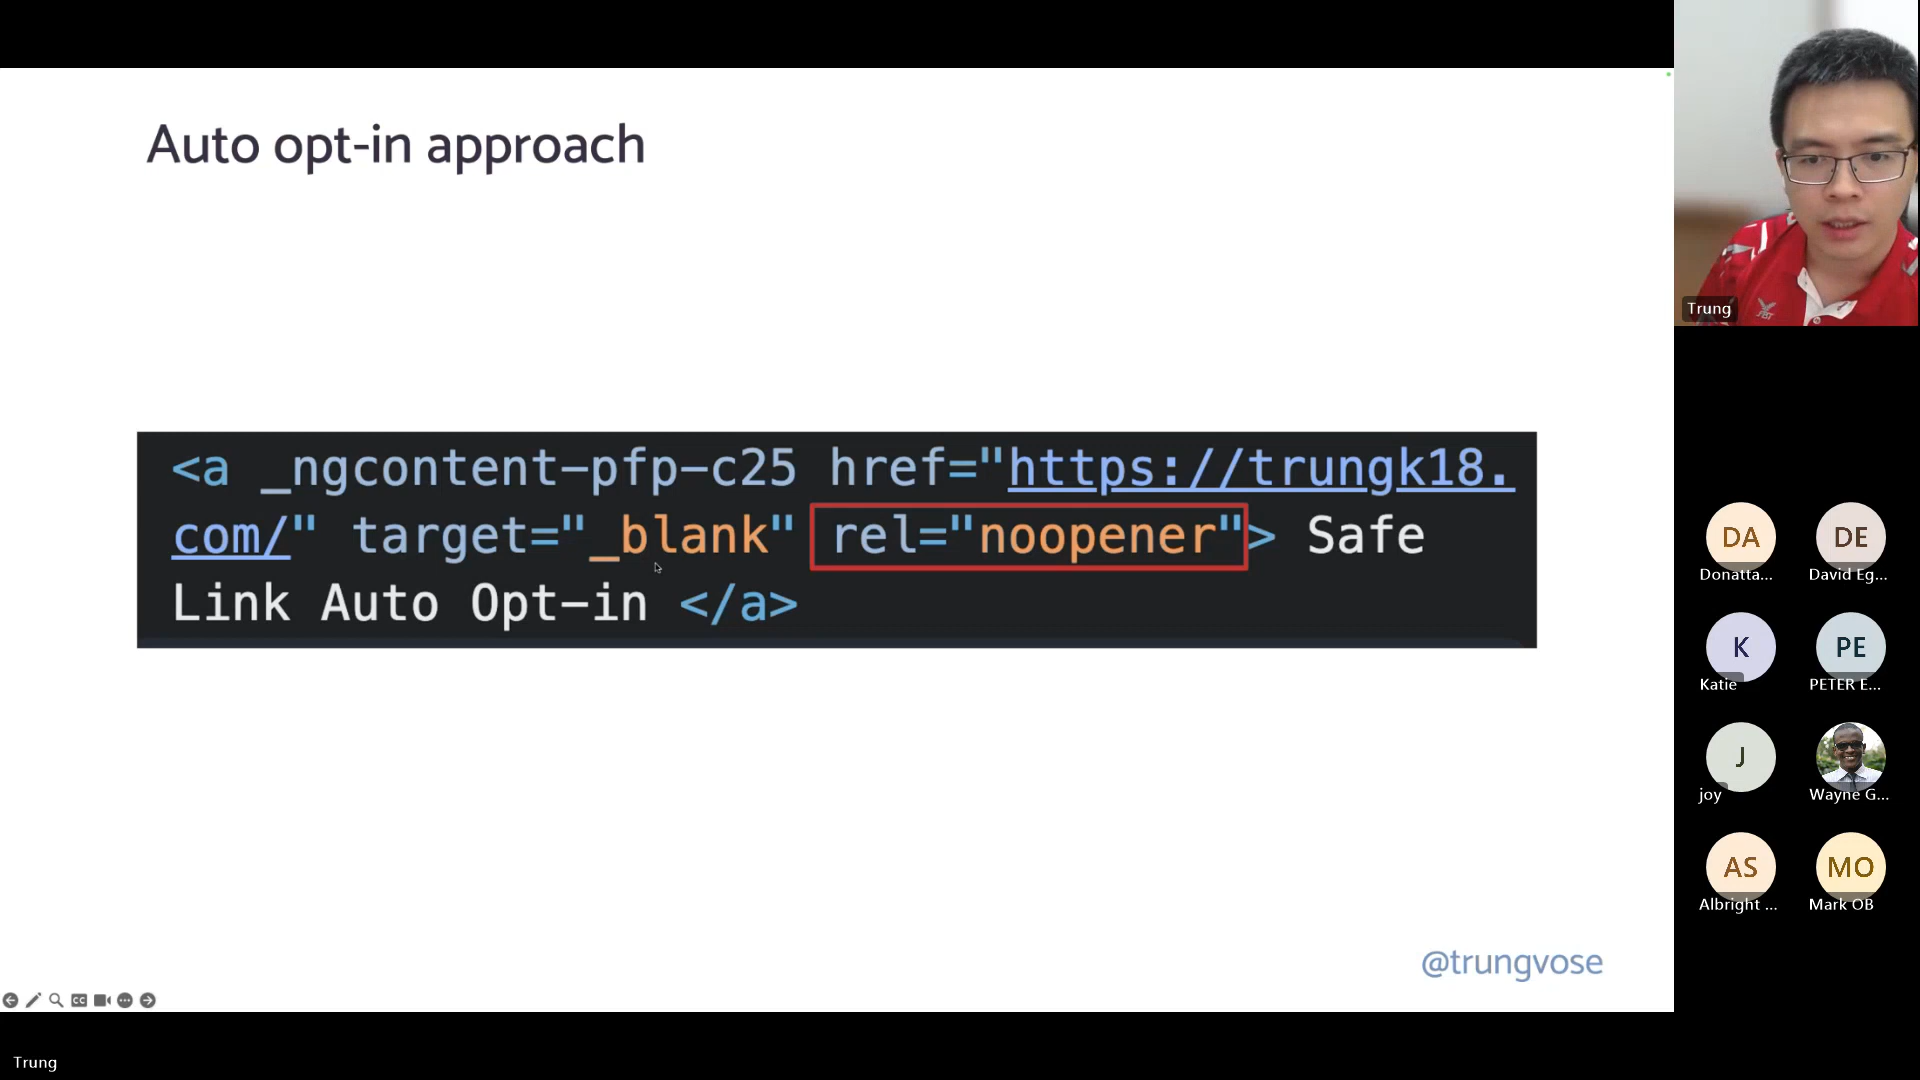 Auto opt-in approach
<a _ngcontent-pfp-c25 href="https://trungk18.
com/" target="_blank" rel="noopener"> Safe
Link Auto Opt-in </a>
@trungvose
Trung
DA
Donatta...
DE
David Eg...
K
Katie
PE
PETER E...
J
joy
Wayne G...
AS
Albright ...
MO
Mark OB
CC
Trung